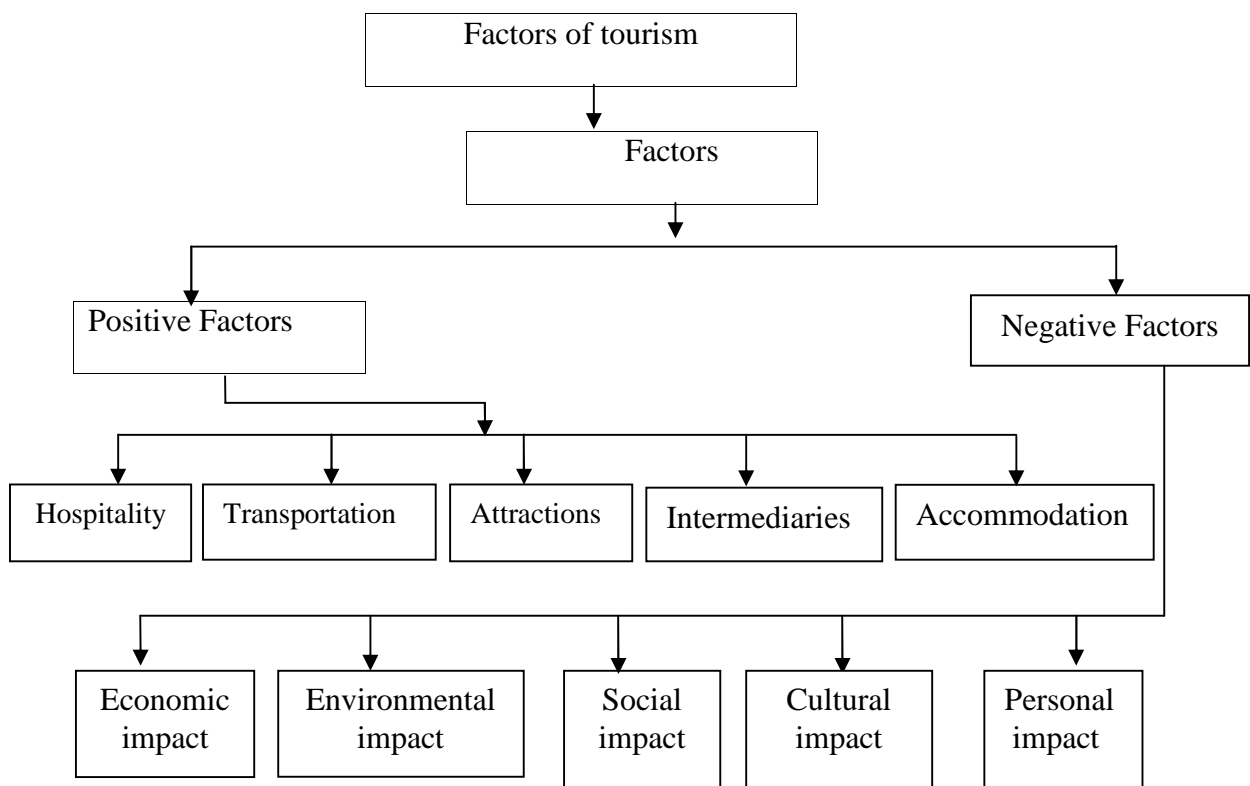 Factors of tourism
Factors
Positive Factors
Negative Factors
Hospitality
Transportation
Attractions
Intermediaries
Accommodation
Economic
impact
Environmental
impact
Social
impact
Cultural
impact
Personal
impact